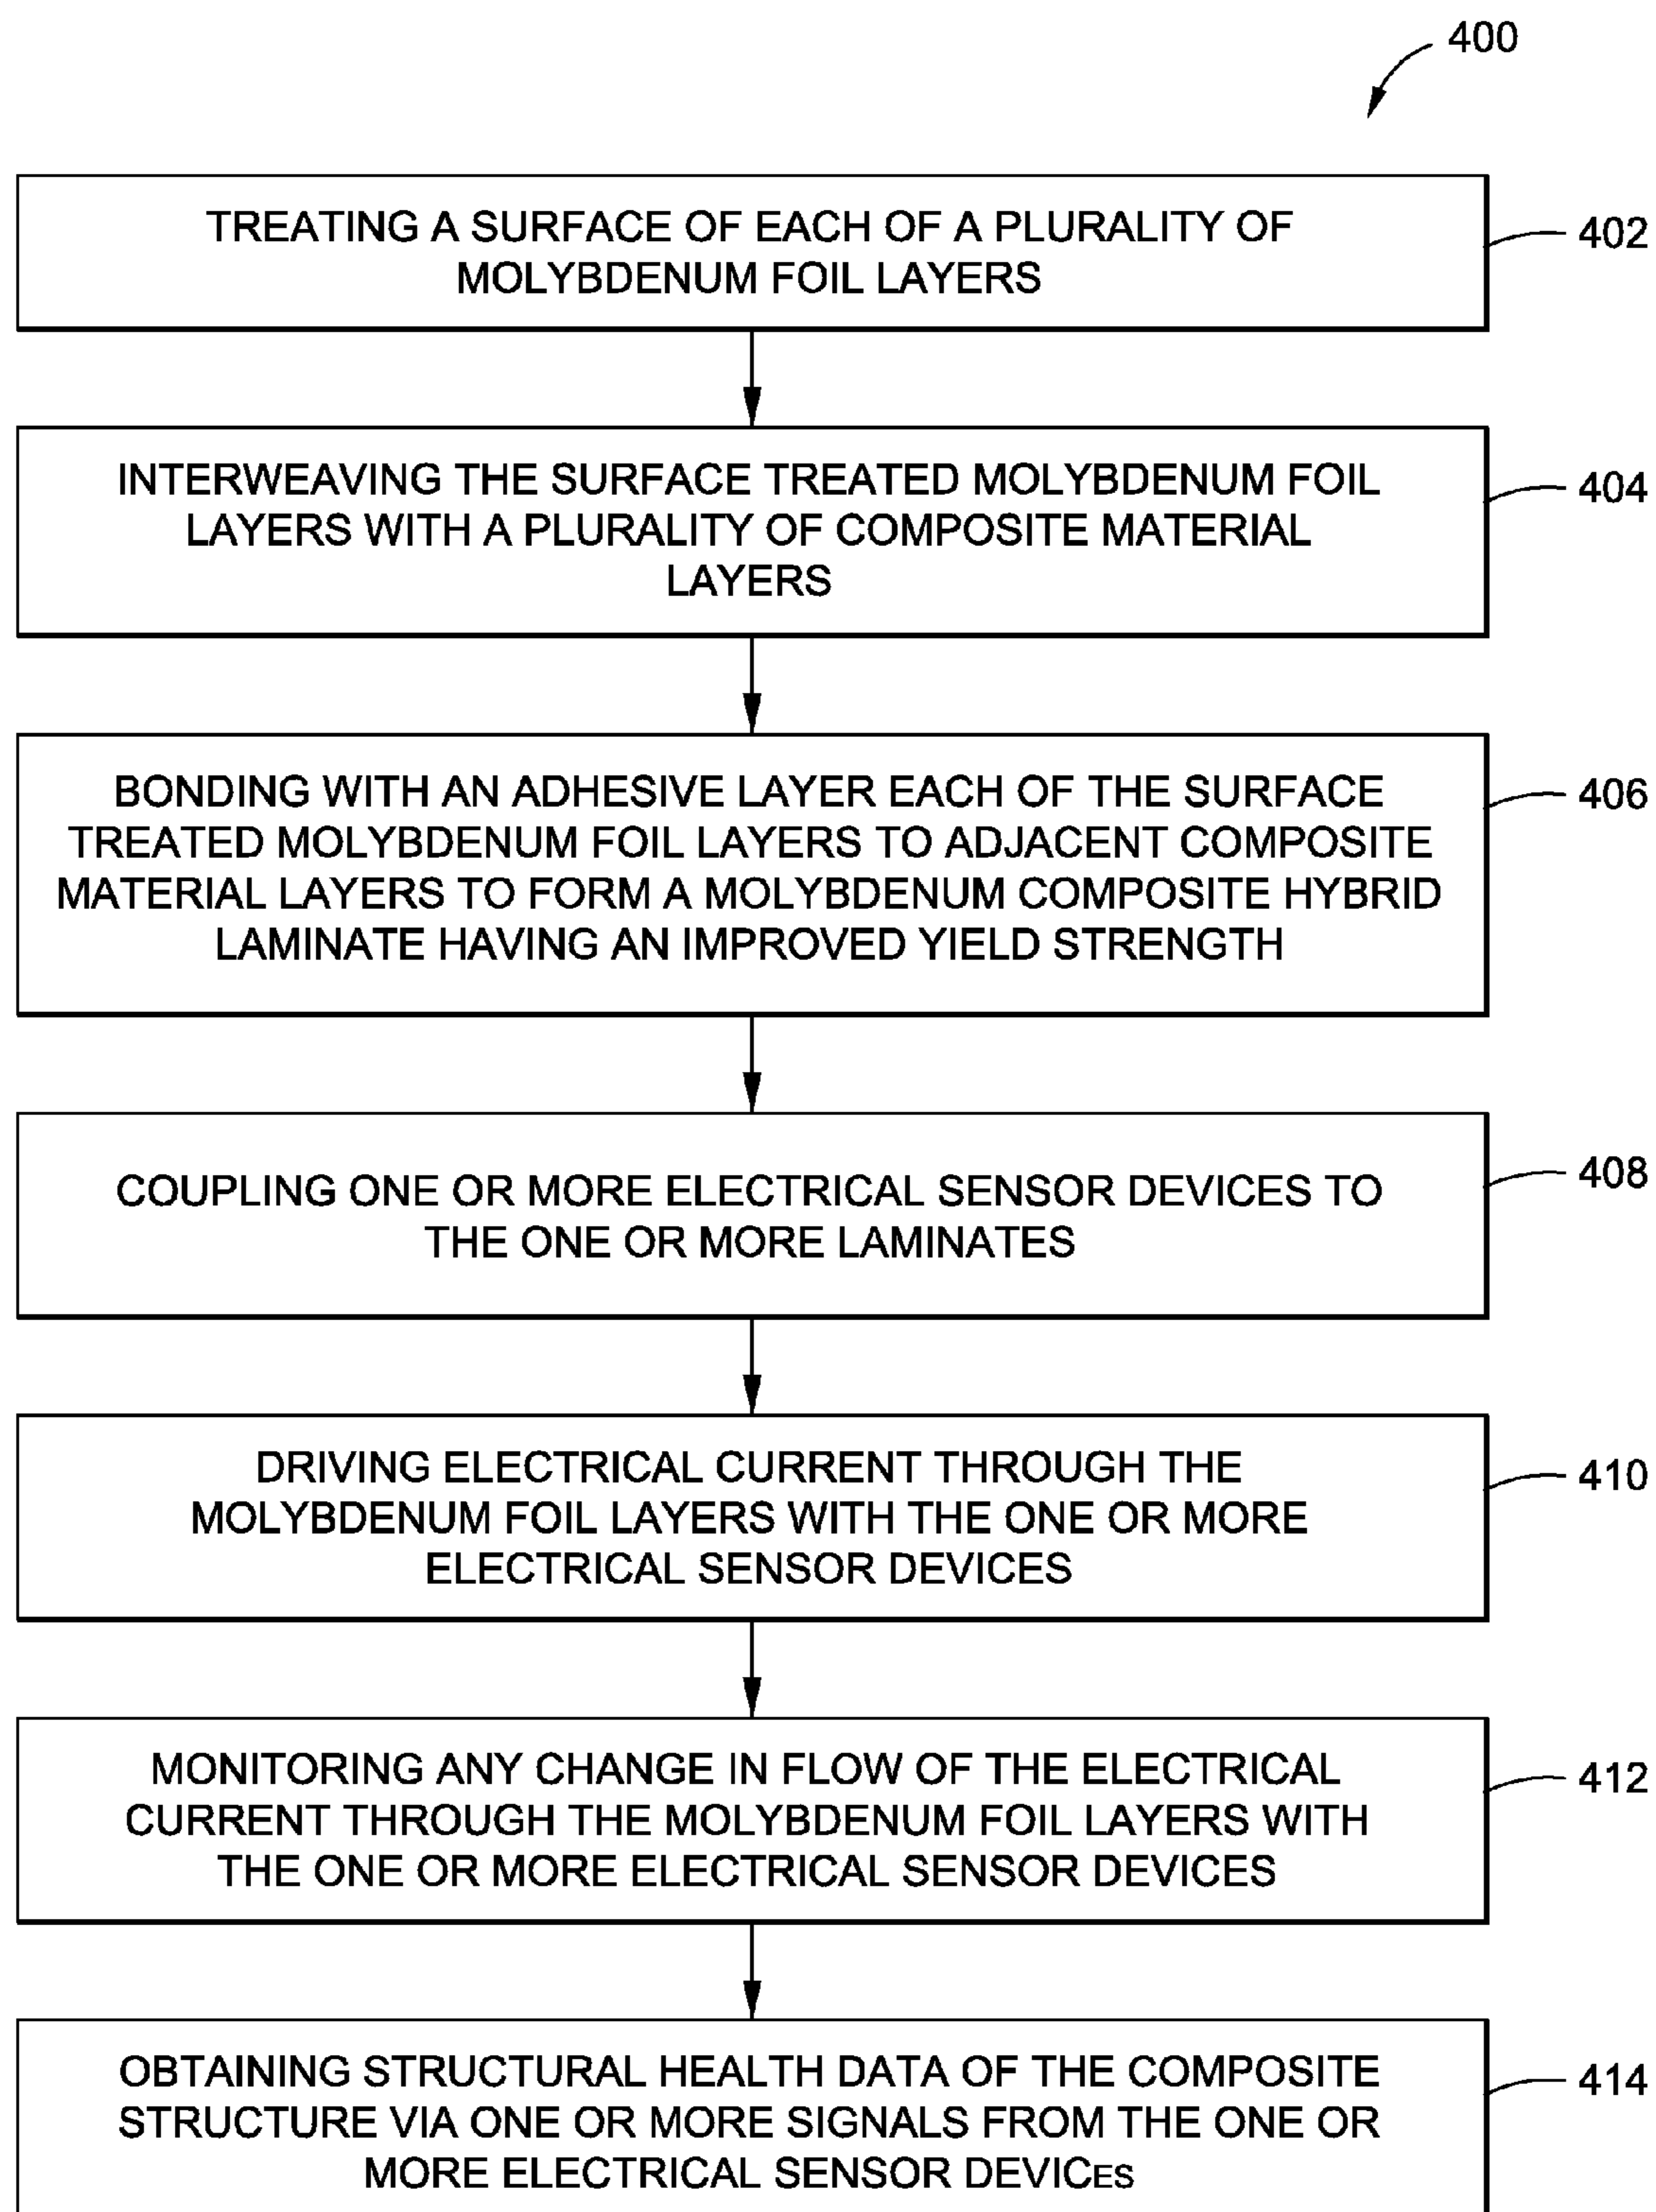 400
TREATING A SURFACE OF EACH OF A PLURALITY OF
MOLYBDENUM FOIL LAYERS
402
INTERWEAVING THE SURFACE TREATED MOLYBDENUM FOIL
LAYERS WITH A PLURALITY OF COMPOSITE MATERIAL
LAYERS
404
BONDING WITH AN ADHESIVE LAYER EACH OF THE SURFACE
TREATED MOLYBDENUM FOIL LAYERS TO ADJACENT COMPOSITE
MATERIAL LAYERS TO FORM A MOLYBDENUM COMPOSITE HYBRID
LAMINATE HAVING AN IMPROVED YIELD STRENGTH
406
COUPLING ONE OR MORE ELECTRICAL SENSOR DEVICES TO
THE ONE OR MORE LAMINATES
408
DRIVING ELECTRICAL CURRENT THROUGH THE
MOLYBDENUM FOIL LAYERS WITH THE ONE OR MORE
ELECTRICAL SENSOR DEVICES
410
MONITORING ANY CHANGE IN FLOW OF THE ELECTRICAL
CURRENT THROUGH THE MOLYBDENUM FOIL LAYERS WITH
THE ONE OR MORE ELECTRICAL SENSOR DEVICES
412
OBTAINING STRUCTURAL HEALTH DATA OF THE COMPOSITE
STRUCTURE VIA ONE OR MORE SIGNALS FROM THE ONE OR
MORE ELECTRICAL SENSOR DEVICES
414